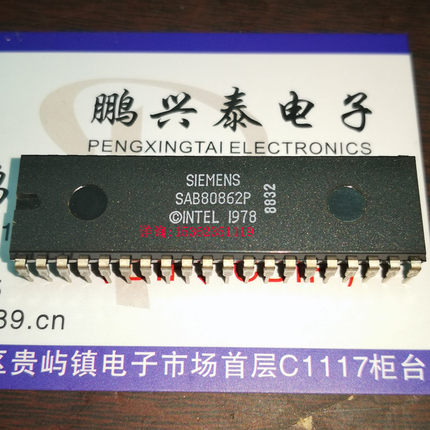 鹏兴泰电子
PENGXINGTAI ELECTRONICS
SIEMENS
SAB80862P
©INTEL 1978
8832
39.cn
区贵屿镇电子市场首层C1117柜台